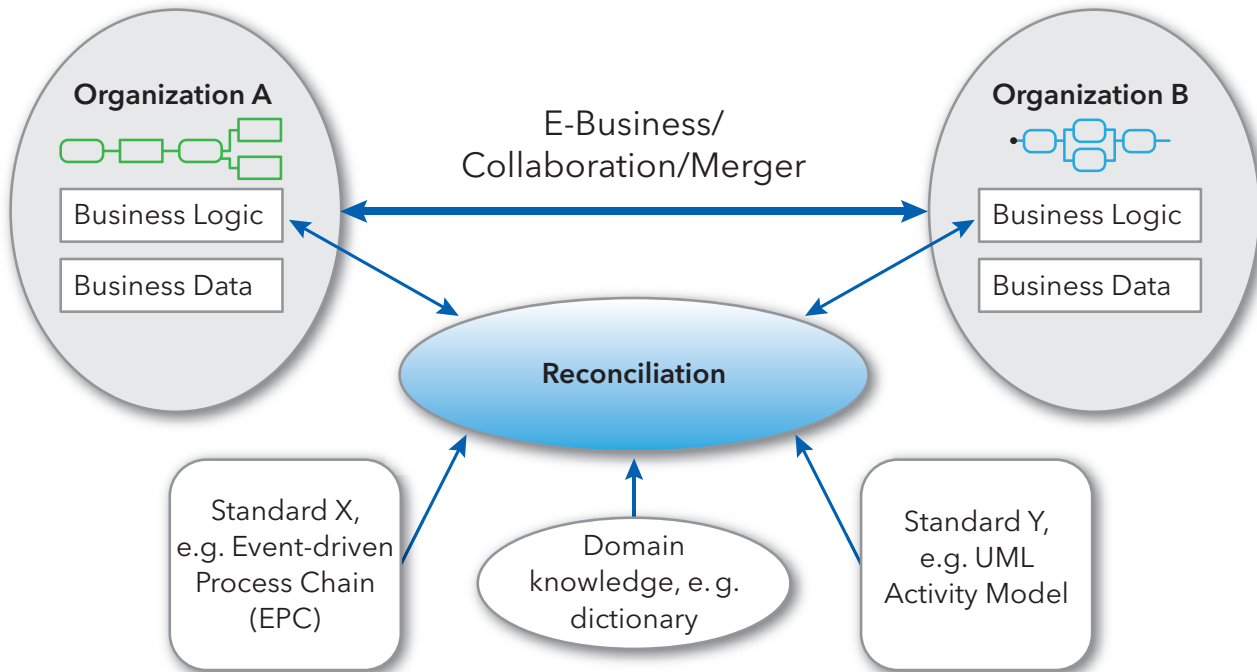 Organization A
Business Logic
Business Data
E-Business/
Collaboration/Merger
Organization B
Business Logic
Business Data
Reconciliation
Standard X,
e.g. Event-driven
Process Chain
(EPC)
Domain
knowledge, e. g.
dictionary
Standard Y,
e.g. UML
Activity Model